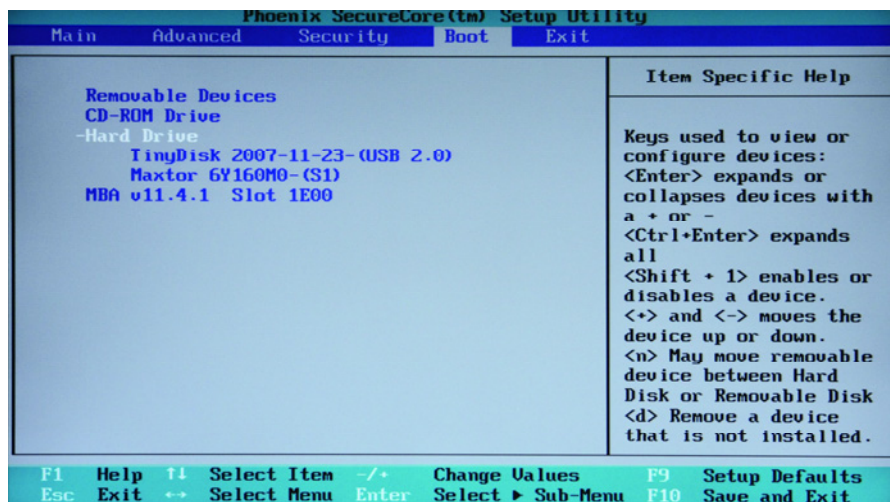 Phoenix SecureCore(tm) Setup Utility
Main Advanced Security Boot Exit
Removable Devices
CD-ROM Drive
-Hard Drive
TinyDisk 2007-11-23-(USB 2.0)
Maxtor 6Y160M0-(S1)
MBA v11.4.1 Slot 1E00
Item Specific Help
Keys used to view or
configure devices:
<Enter> expands or
collapses devices with
a + or -
<Ctrl+Enter> expands
all
<Shift + 1> enables or
disables a device.
<+> and <-> moves the
device up or down.
<n> May move removable
device between Hard
Disk or Removable Disk
<d> Remove a device
that is not installed.
F1 Help ↑↓ Select Item -/+ Change Values F9 Setup Defaults
Esc Exit ↔ Select Menu Enter Select ▶ Sub-Menu F10 Save and Exit